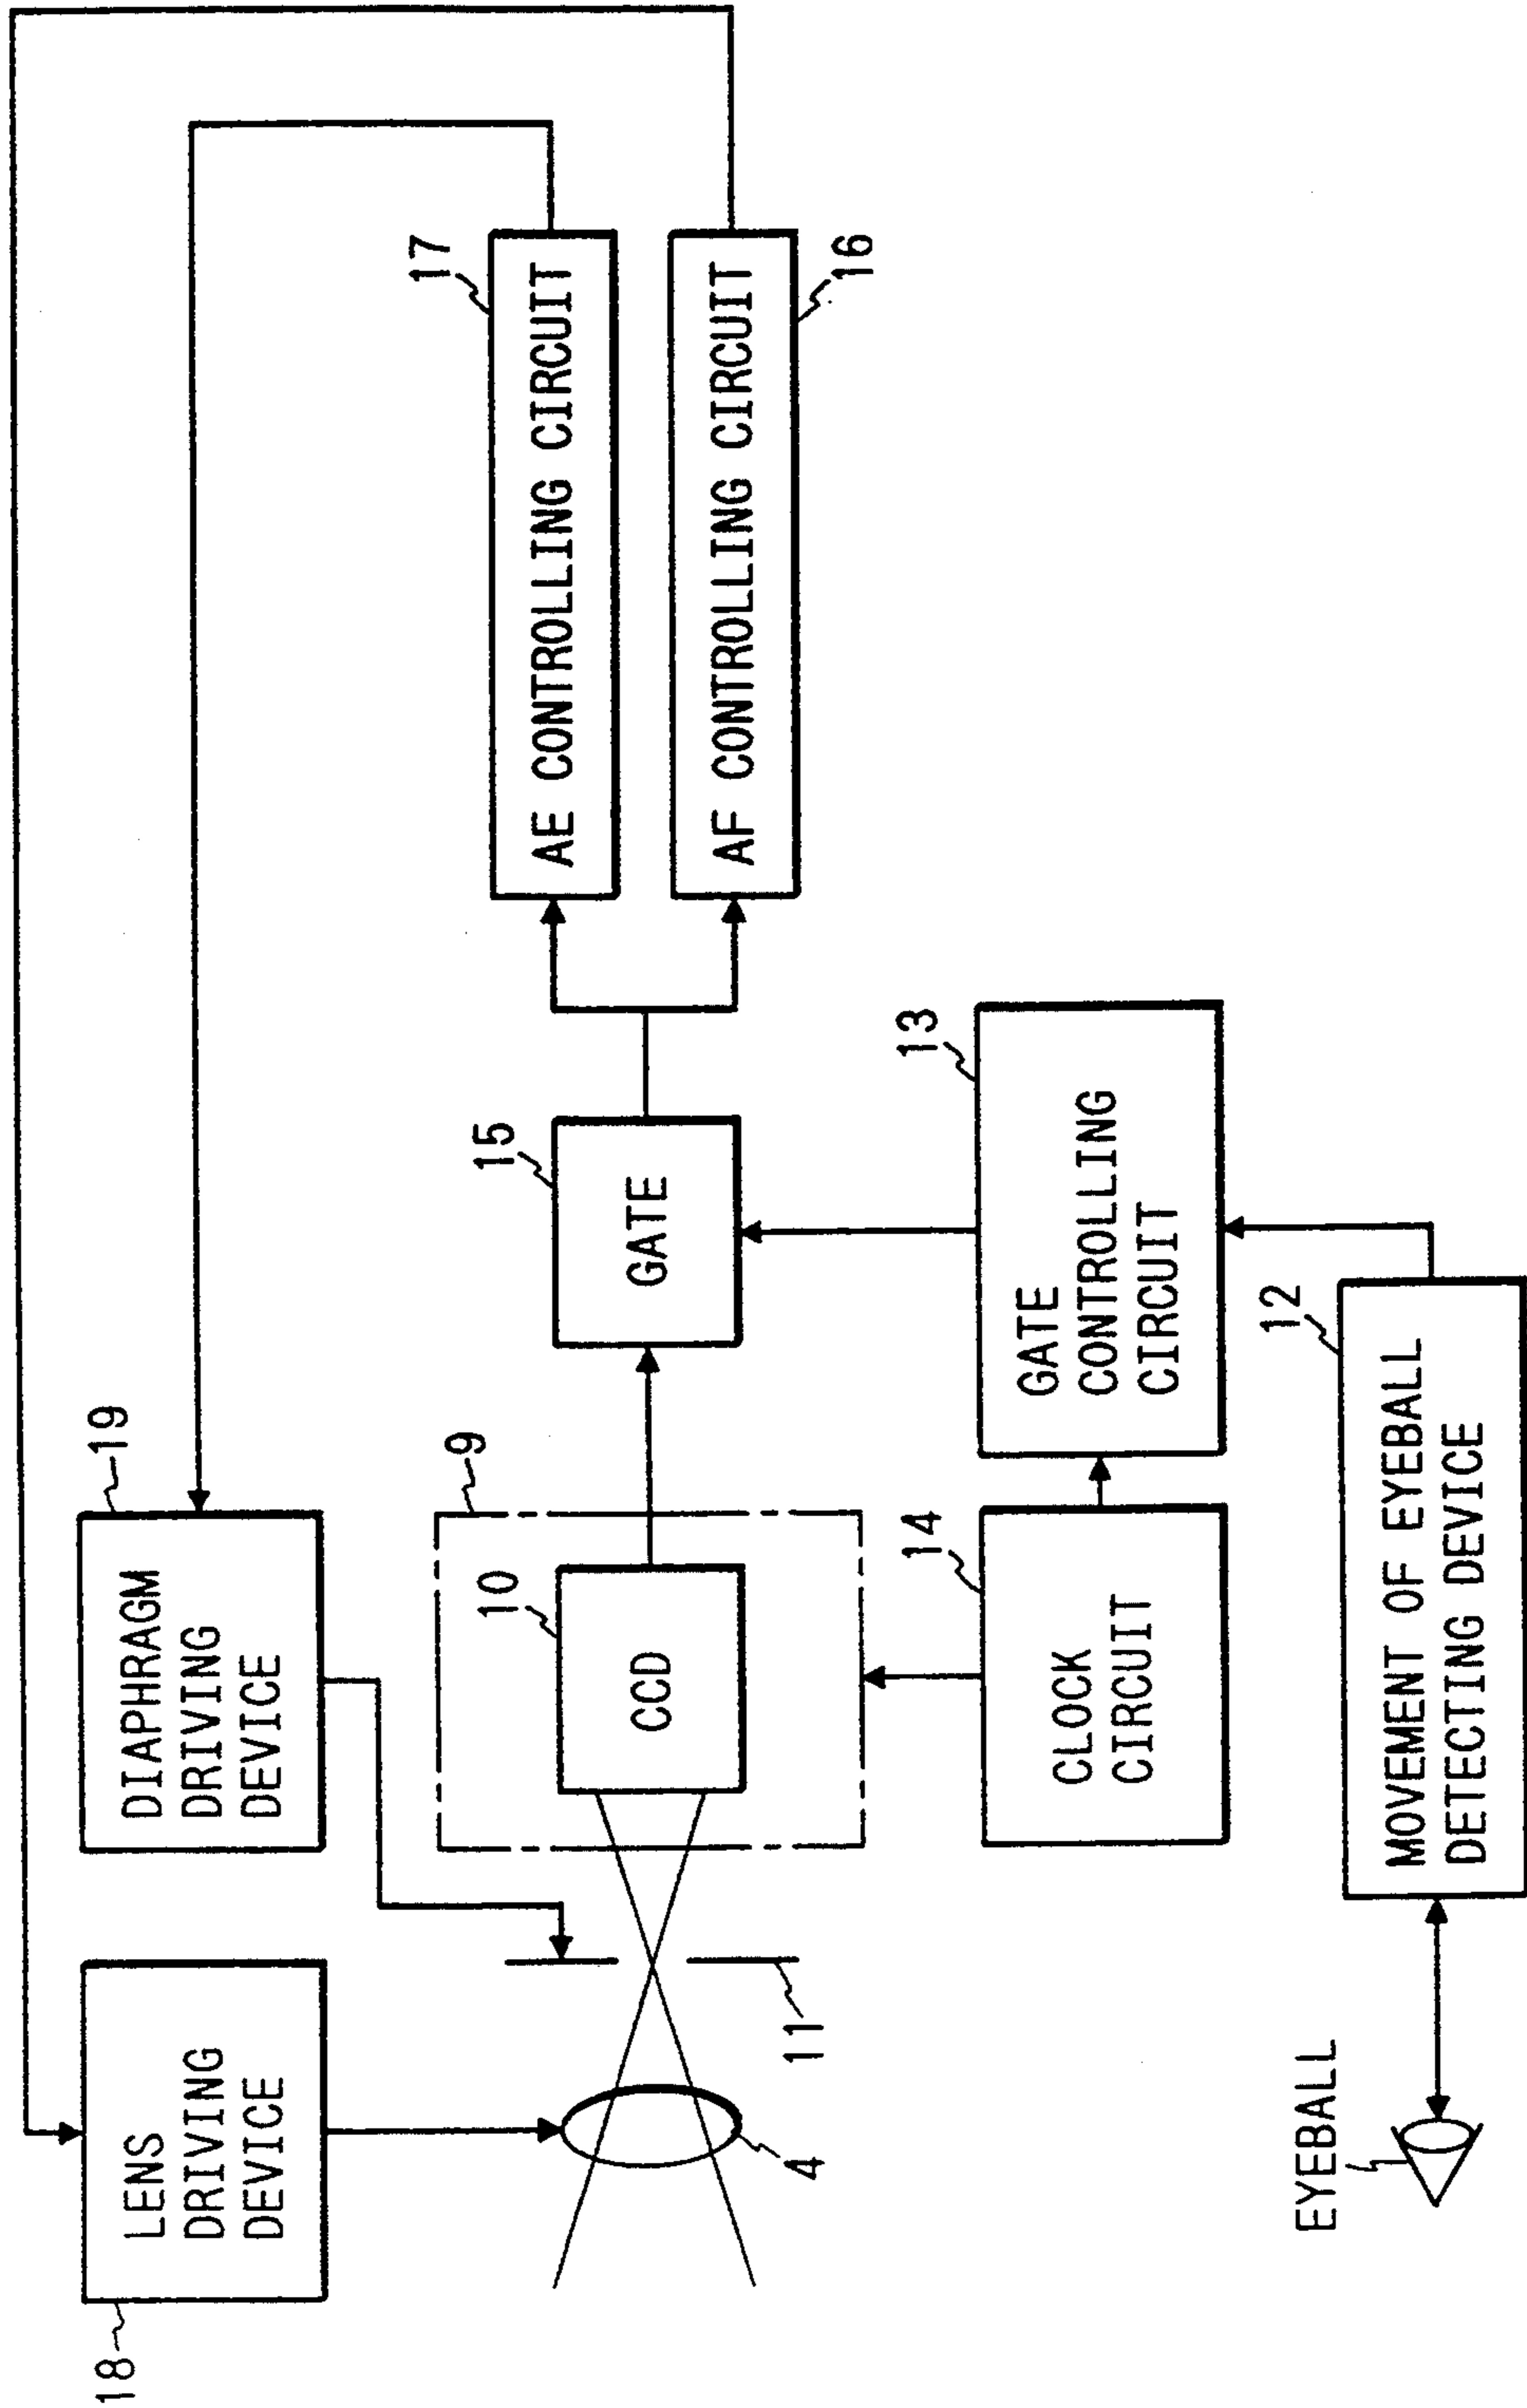 18
LENS
DRIVING
DEVICE
19
DIAPHRAGM
DRIVING
DEVICE
17
AE CONTROLLING CIRCUIT
AF CONTROLLING CIRCUIT
16
15
GATE
9
10
CCD
11
4
14
CLOCK
CIRCUIT
13
GATE
CONTROLLING
CIRCUIT
12
MOVEMENT OF EYEBALL
DETECTING DEVICE
EYEBALL